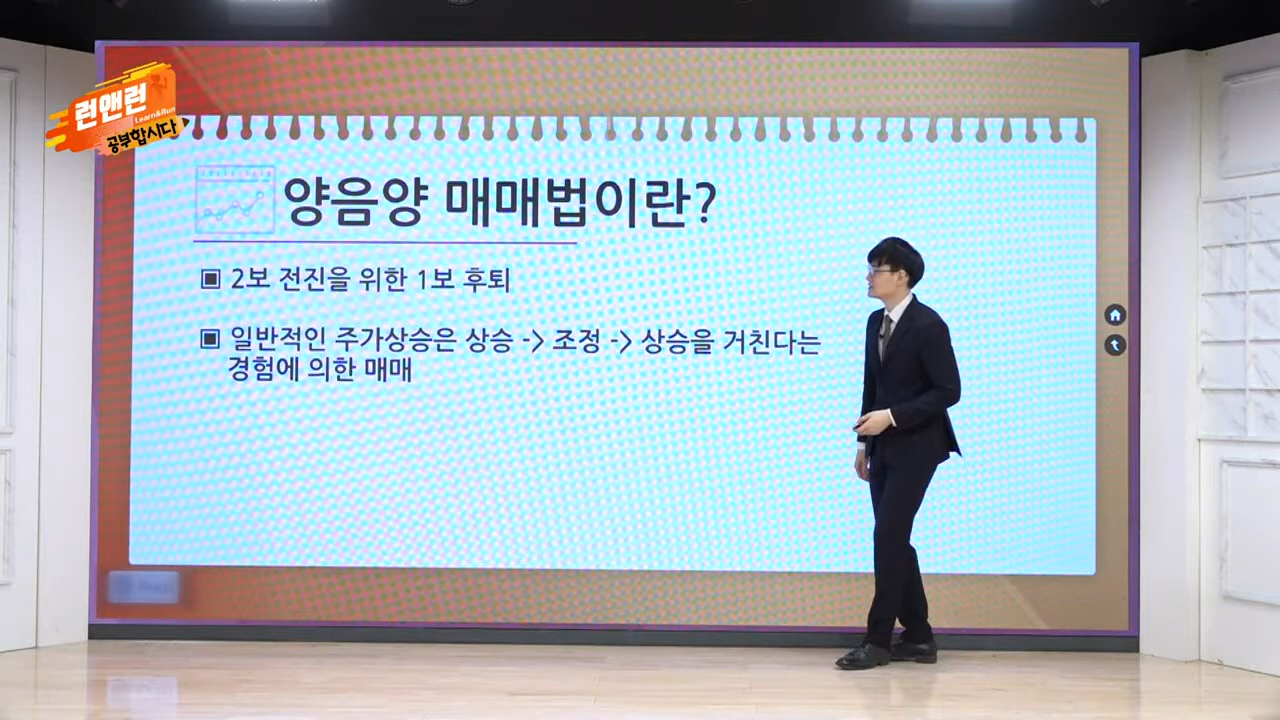 런앤런
Learn&Run
공부합시다
양음양 매매법이란?
▣ 2보 전진을 위한 1보 후퇴
▣ 일반적인 주가상승은 상승 -> 조정 -> 상승을 거친다는
경험에 의한 매매